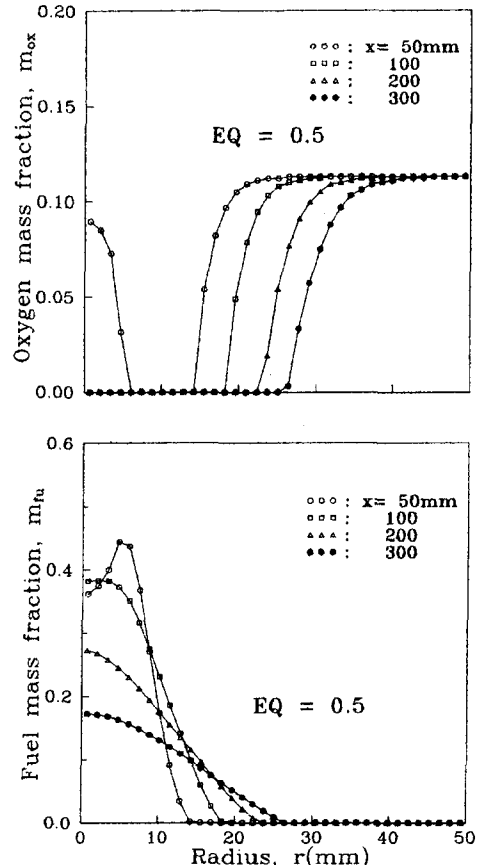 0.20
0.15
0.10
0.05
0.00
Oxygen mass fraction, m_ox
: x= 50mm
: 100
: 200
: 300
EQ = 0.5
0.6
0.4
0.2
0.0
Fuel mass fraction, m_fu
: x= 50mm
: 100
: 200
: 300
EQ = 0.5
0 10 20 30 40 50
Radius, r(mm)